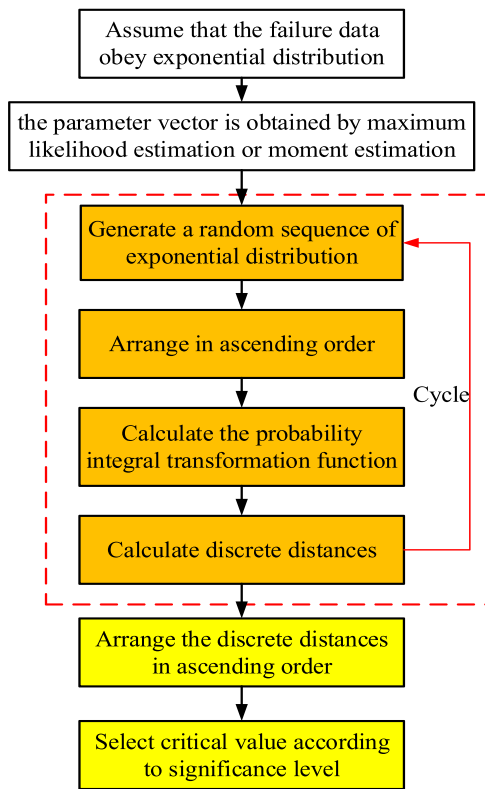 Assume that the failure data
obey exponential distribution
the parameter vector is obtained by maximum
likelihood estimation or moment estimation
Generate a random sequence of
exponential distribution
Arrange in ascending order
Cycle
Calculate the probability
integral transformation function
Calculate discrete distances
Arrange the discrete distances
in ascending order
Select critical value according
to significance level